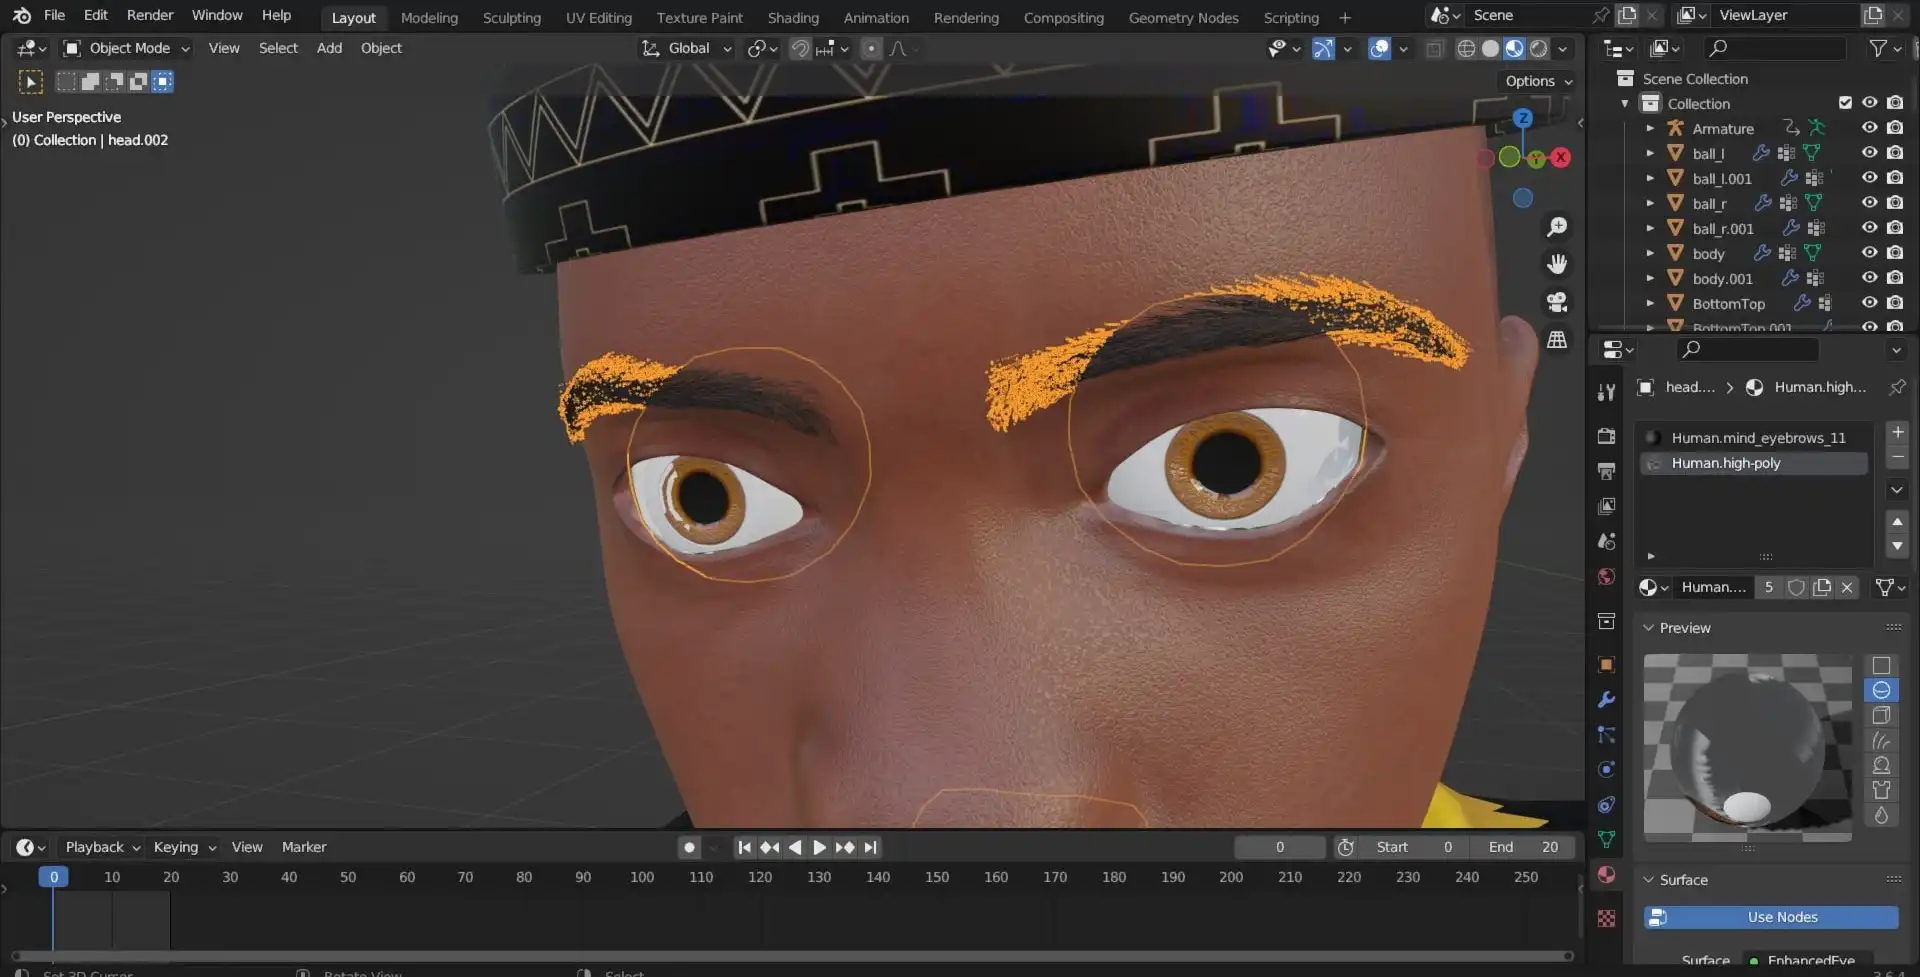 File Edit Render Window Help Layout Modeling Sculpting UV Editing Texture Paint Shading Animation Rendering Compositing Geometry Nodes Scripting + Scene ViewLayer
Object Mode View Select Add Object Global
Options
User Perspective
(0) Collection | head.002
Z
Y
X
Scene Collection
Collection
Armature
ball_l
ball_l.001
ball_r
ball_r.001
body
body.001
BottomTop
BottomTop.001
head.... Human.high...
Human.mind_eyebrows_11
Human.high-poly
Human.... 5
Preview
Surface
Use Nodes
Surface EnhancedEye
Playback Keying View Marker 0 Start 0 End 20
0 10 20 30 40 50 60 70 80 90 100 110 120 130 140 150 160 170 180 190 200 210 220 230 240 250
Set 3D Cursor Rotate View Select 3.6.4